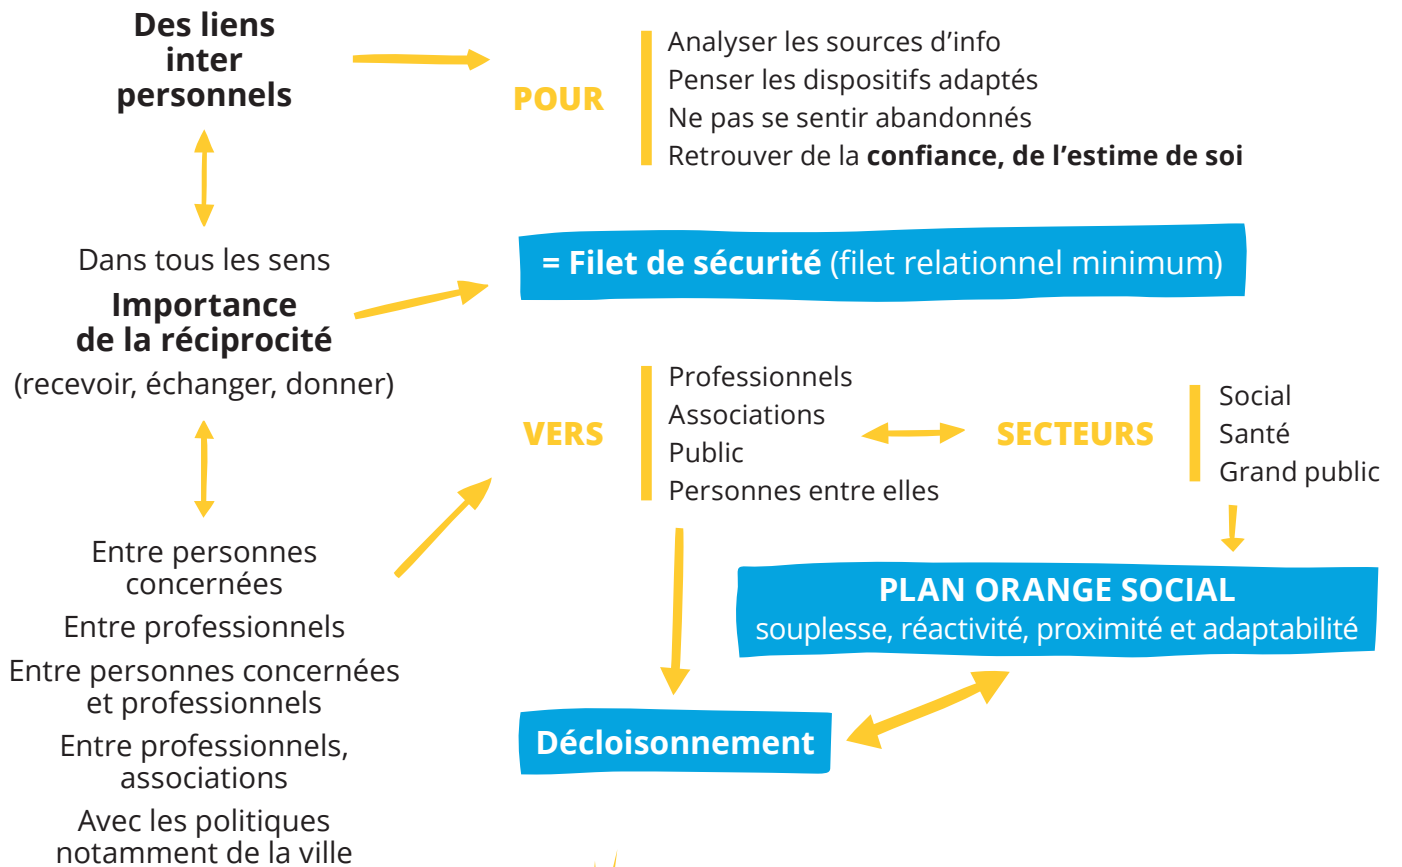 Des liens
inter
personnels
POUR
Analyser les sources d’info
Penser les dispositifs adaptés
Ne pas se sentir abandonnés
Retrouver de la confiance, de l’estime de soi
Dans tous les sens
Importance
de la réciprocité
(recevoir, échanger, donner)
= Filet de sécurité (filet relationnel minimum)
VERS
Professionnels
Associations
Public
Personnes entre elles
SECTEURS
Social
Santé
Grand public
Entre personnes
concernées
Entre professionnels
Entre personnes concernées
et professionnels
Entre professionnels,
associations
Avec les politiques
notamment de la ville
PLAN ORANGE SOCIAL
souplesse, réactivité, proximité et adaptabilité
Décloisonnement